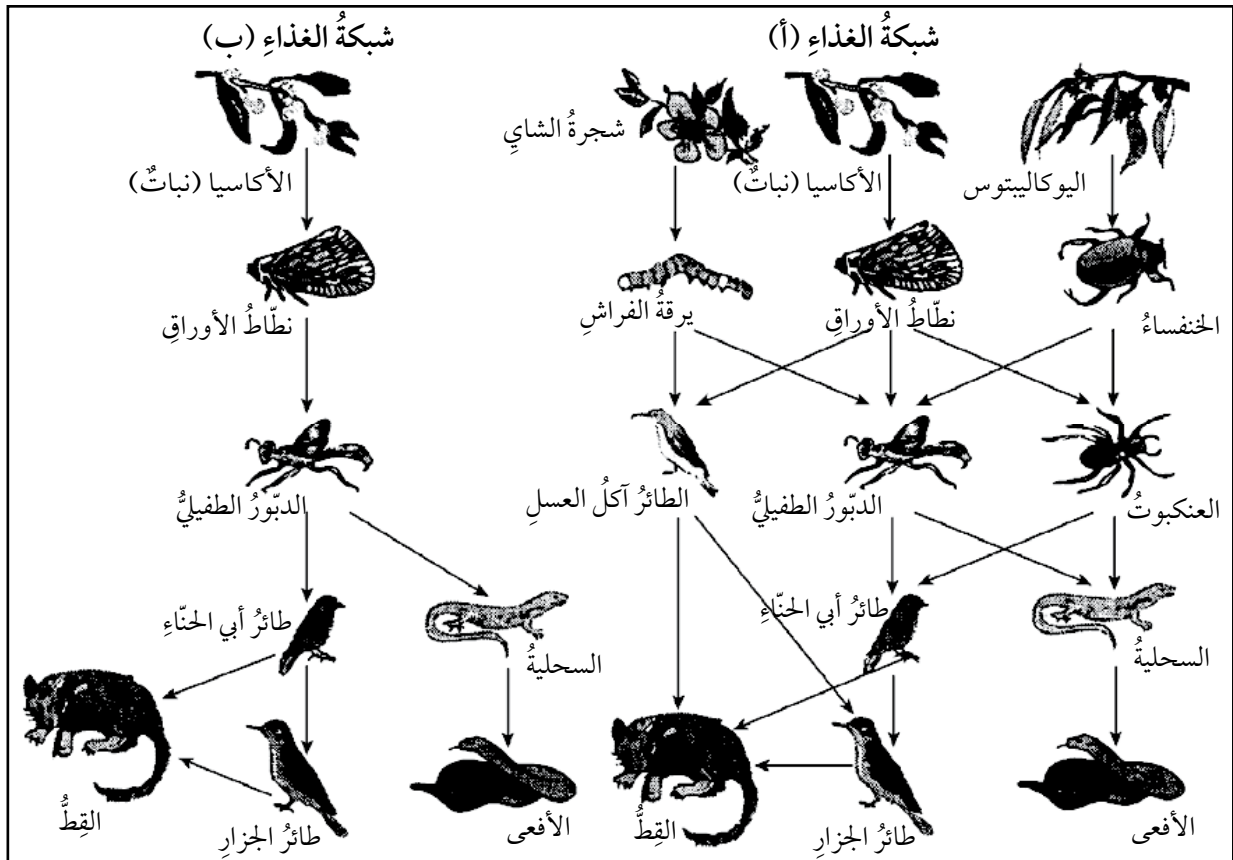 شبكةُ الغذاءِ (أ)
شبكةُ الغذاءِ (ب)
شجرةُ الشايِ
اليوكاليبتوس
الأكاسيا (نباتٌ)
الأكاسيا (نباتٌ)
الخنفساءُ
نطّاطُ الأوراقِ
يرقةُ الفراشِ
نطّاطُ الأوراقِ
العنكبوتُ
الدبّورُ الطفيليُّ
الطائرُ آكلُ العسلِ
الدبّورُ الطفيليُّ
السحليةُ
طائرُ أبي الحنّاءِ
السحليةُ
طائرُ أبي الحنّاءِ
الأفعى
طائرُ الجزارِ
القِطُّ
الأفعى
طائرُ الجزارِ
القِطُّ